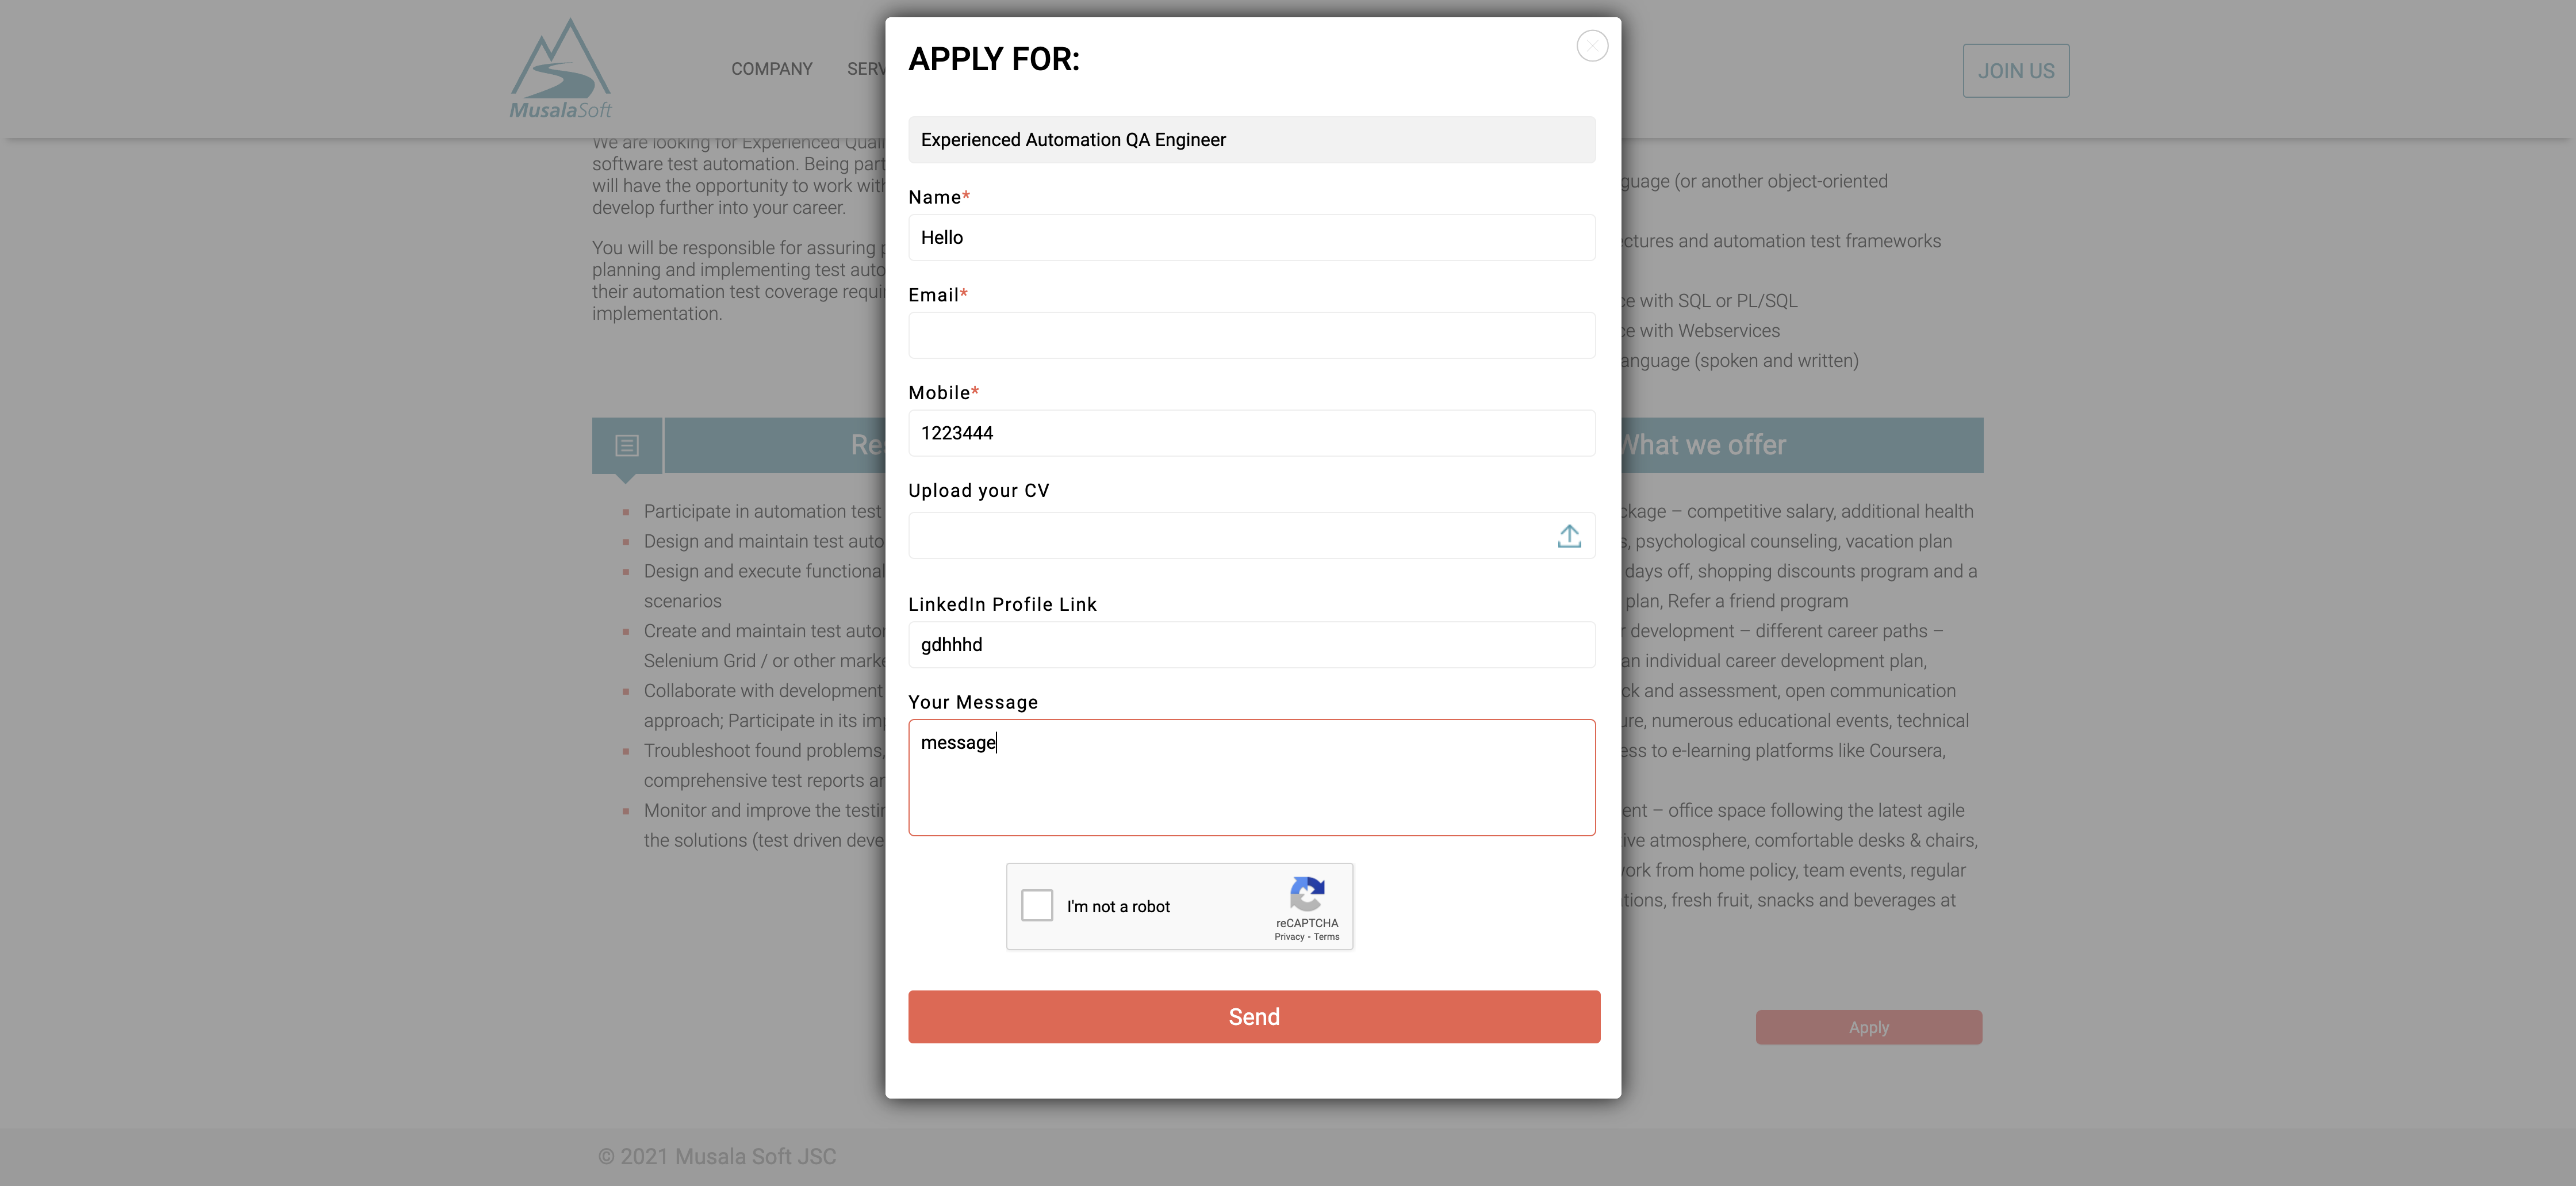 MusalaSoft
COMPANY
SERV
JOIN US
APPLY FOR:
Experienced Automation QA Engineer
Name*
Hello
Email*
Mobile*
1223444
Upload your CV
LinkedIn Profile Link
gdhhhd
Your Message
message
I'm not a robot
reCAPTCHA
Privacy - Terms
Send
We are looking for Experienced Quali
software test automation. Being part
will have the opportunity to work with
develop further into your career.
You will be responsible for assuring p
planning and implementing test auto
their automation test coverage requi
implementation.
guage (or another object-oriented
ctures and automation test frameworks
ce with SQL or PL/SQL
ce with Webservices
anguage (spoken and written)
Res
Participate in automation test
Design and maintain test auto
Design and execute functional
scenarios
Create and maintain test auto
Selenium Grid / or other marke
Collaborate with development
approach; Participate in its imp
Troubleshoot found problems,
comprehensive test reports an
Monitor and improve the testin
the solutions (test driven deve
What we offer
ckage – competitive salary, additional health
s, psychological counseling, vacation plan
days off, shopping discounts program and a
plan, Refer a friend program
r development – different career paths –
an individual career development plan,
ck and assessment, open communication
ure, numerous educational events, technical
ess to e-learning platforms like Coursera,
ent – office space following the latest agile
ive atmosphere, comfortable desks & chairs,
ork from home policy, team events, regular
tions, fresh fruit, snacks and beverages at
Apply
© 2021 Musala Soft JSC